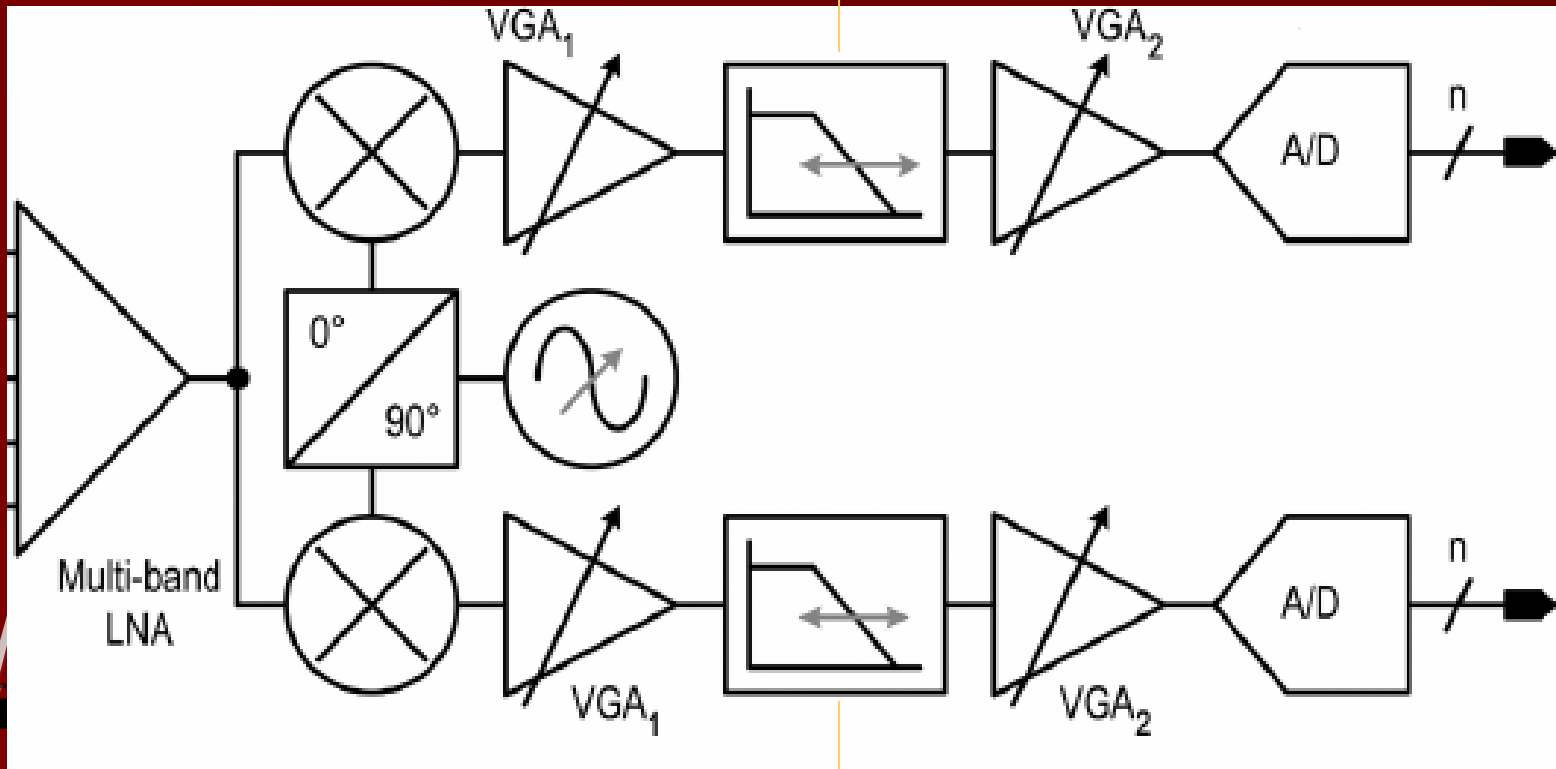 VGA₁
VGA₂
n
A/D
0°
90°
Multi-band
LNA
n
A/D
VGA₁
VGA₂